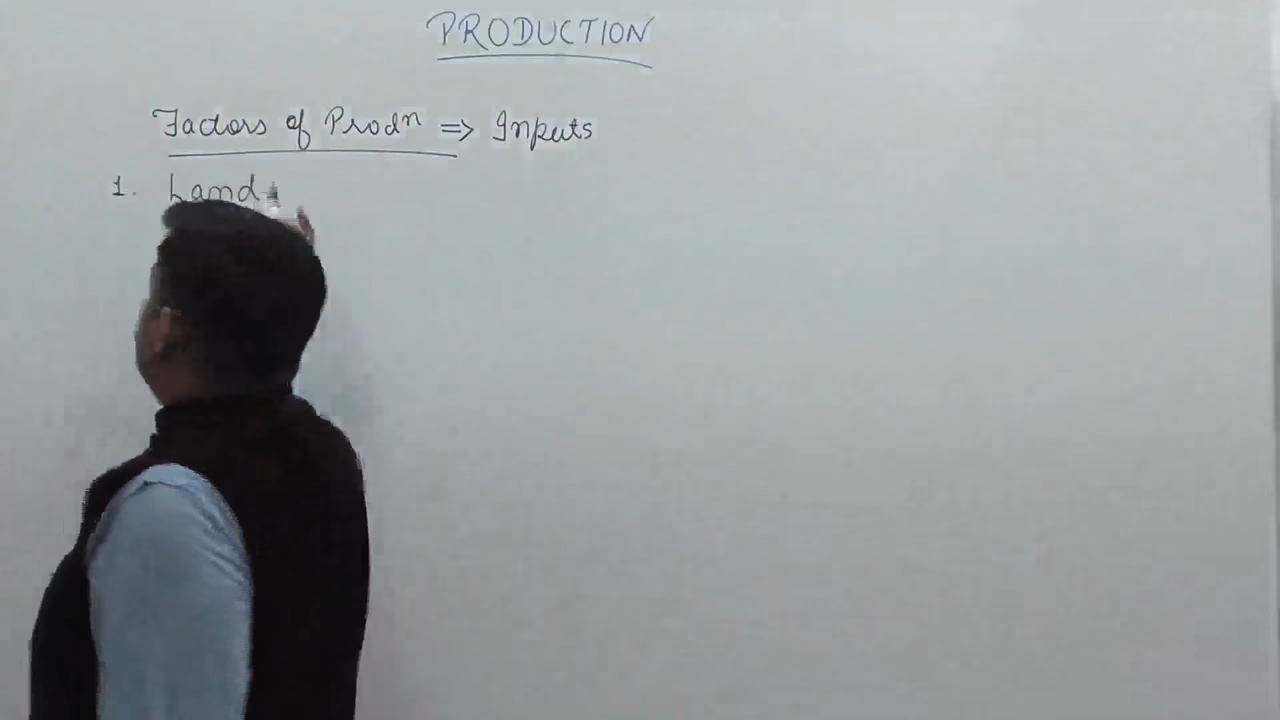 PRODUCTION
Factors of Prodn => Inputs
1. Land